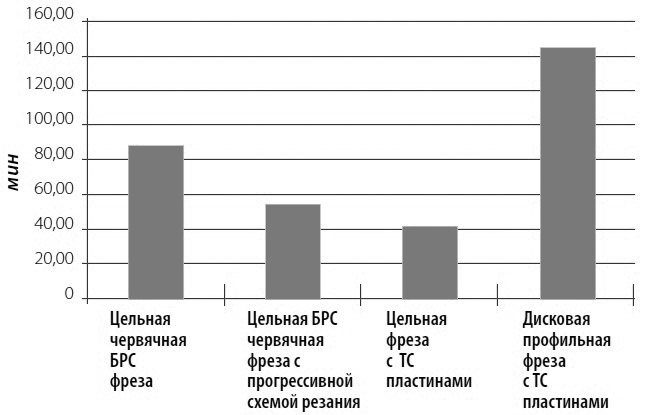 160,00
140,00
120,00
100,00
80,00
60,00
40,00
20,00
0
мин
Цельная
червячная
БРС
фреза
Цельная БРС
червячная
фреза с
прогрессивной
схемой резания
Цельная
фреза
с ТС
пластинами
Дисковая
профильная
фреза
с ТС
пластинами